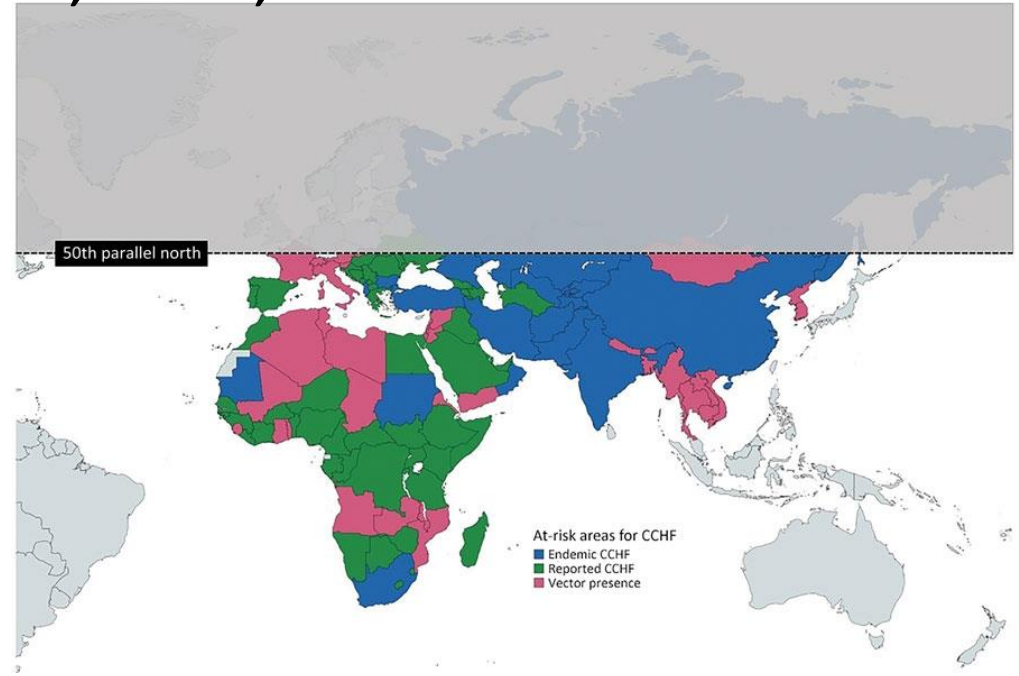 50th parallel north
At-risk areas for CCHF
Endemic CCHF
Reported CCHF
Vector presence